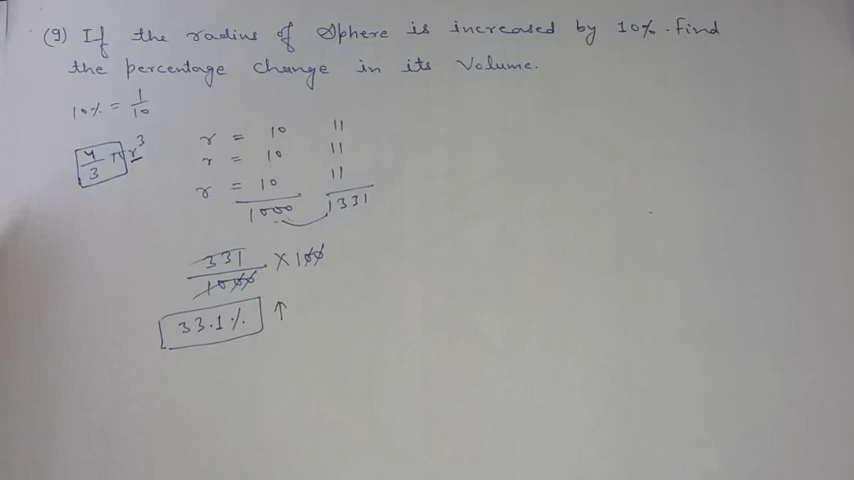 (9) If the radius of Sphere is increased by 10%. find
the percentage change in its Volume.
10% = 1/10
4/3 π r³
r = 10 11
r = 10 11
r = 10 11
1000 1331
331/1000 × 100
33.1% ↑